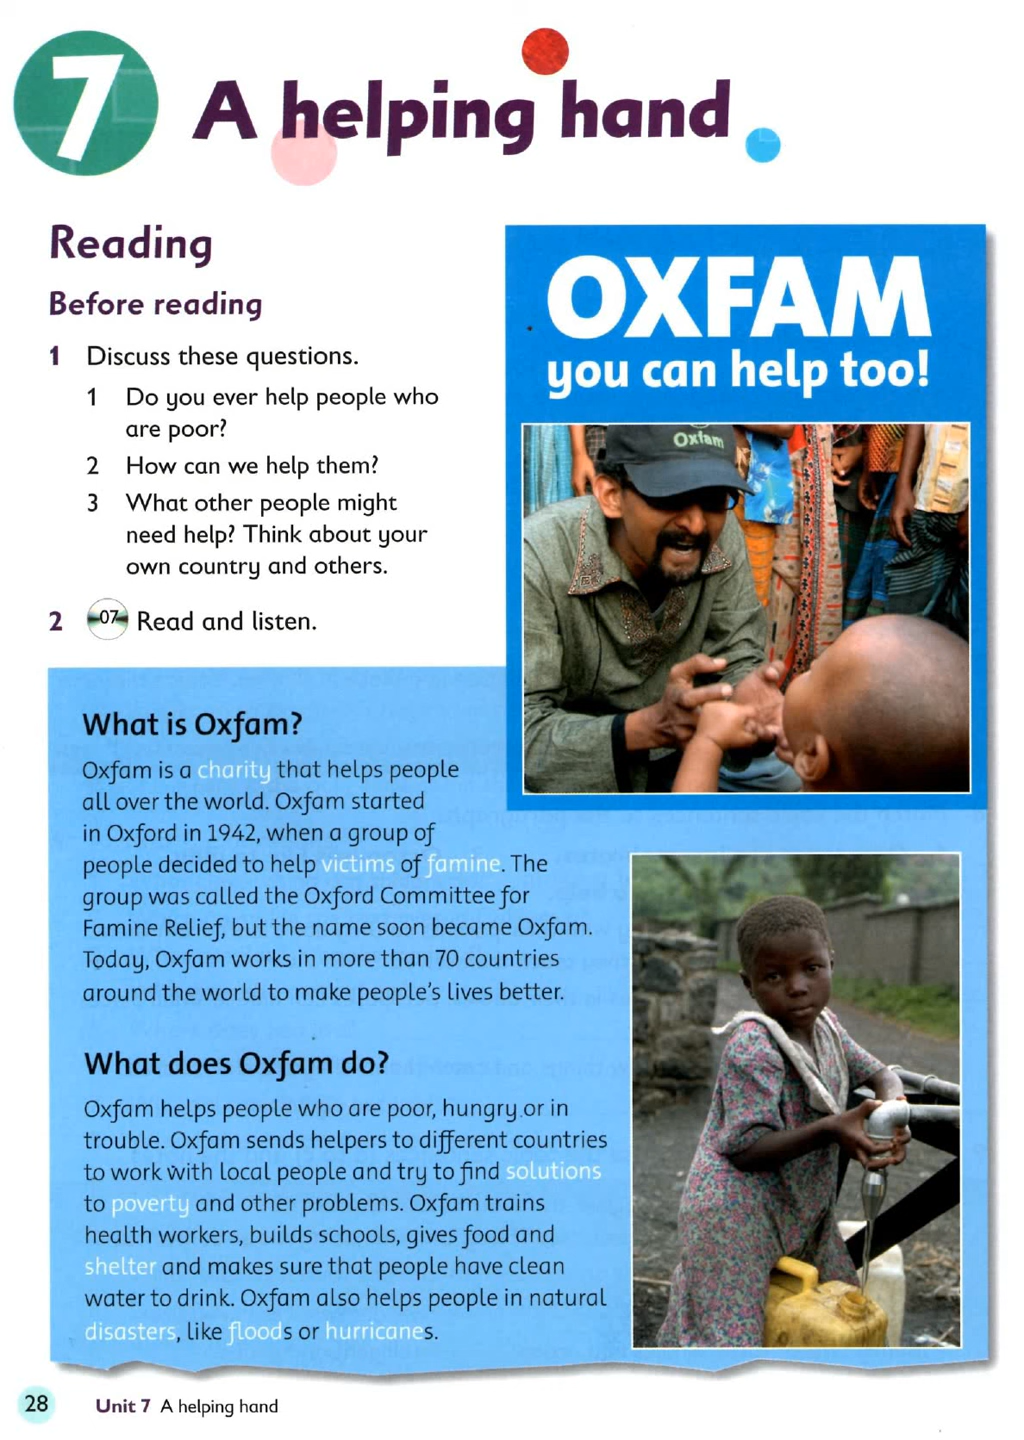 7
A helping hand
Reading
Before reading
1 Discuss these questions.
1 Do you ever help people who
are poor?
2 How can we help them?
3 What other people might
need help? Think about your
own country and others.
2 07 Read and listen.
OXFAM
you can help too!
Oxfam
What is Oxfam?
Oxfam is a charity that helps people
all over the world. Oxfam started
in Oxford in 1942, when a group of
people decided to help victims of famine. The
group was called the Oxford Committee for
Famine Relief, but the name soon became Oxfam.
Today, Oxfam works in more than 70 countries
around the world to make people's lives better.
What does Oxfam do?
Oxfam helps people who are poor, hungry or in
trouble. Oxfam sends helpers to different countries
to work with local people and try to find solutions
to poverty and other problems. Oxfam trains
health workers, builds schools, gives food and
shelter and makes sure that people have clean
water to drink. Oxfam also helps people in natural
disasters, like floods or hurricanes.
28 Unit 7 A helping hand